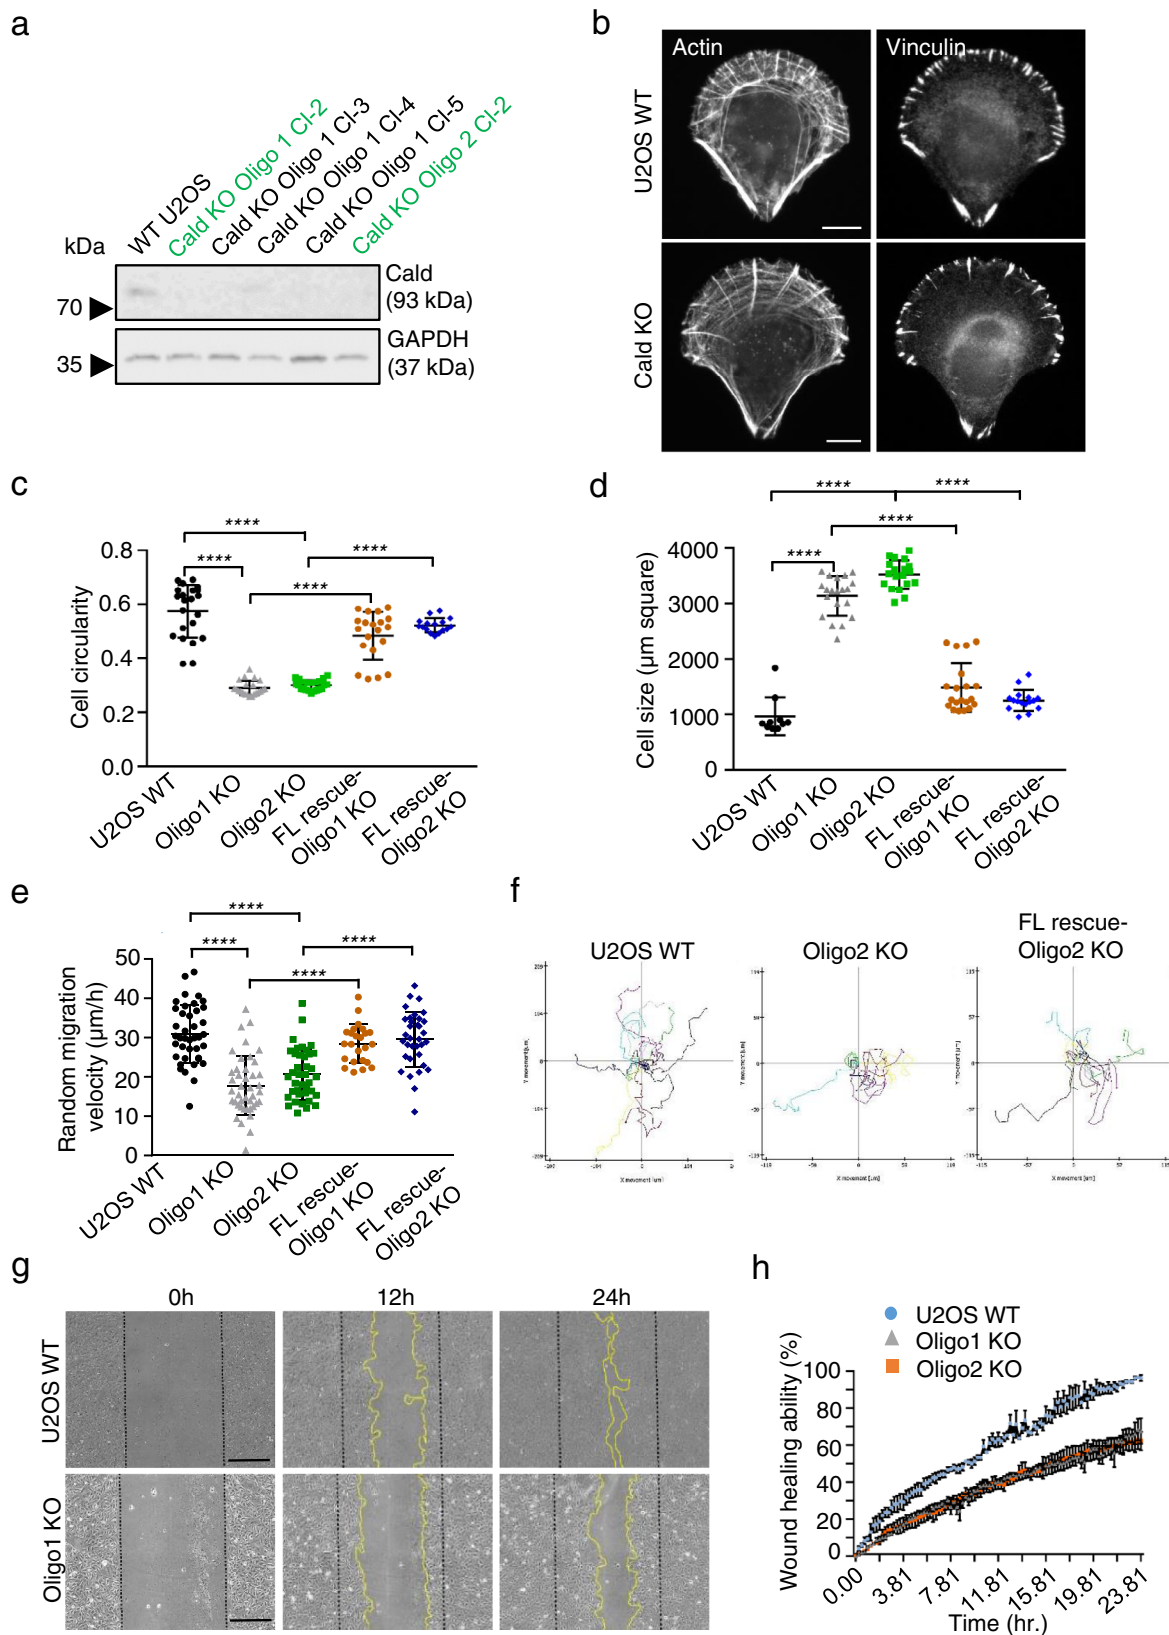 a
kDa
WT U2OS
Cald KO Oligo 1 Cl-2
Cald KO Oligo 1 Cl-3
Cald KO Oligo 1 Cl-4
Cald KO Oligo 1 Cl-5
Cald KO Oligo 2 Cl-2
70
Cald
(93 kDa)
35
GAPDH
(37 kDa)
b
Actin
Vinculin
U2OS WT
Cald KO
c
Cell circularity
****
****
****
****
0.8
0.6
0.4
0.2
0.0
U2OS WT
Oligo1 KO
Oligo2 KO
FL rescue-
Oligo1 KO
FL rescue-
Oligo2 KO
d
Cell size (µm square)
****
****
****
****
4000
3000
2000
1000
0
U2OS WT
Oligo1 KO
Oligo2 KO
FL rescue-
Oligo1 KO
FL rescue-
Oligo2 KO
e
Random migration
velocity (µm/h)
****
****
****
****
50
40
30
20
10
0
U2OS WT
Oligo1 KO
Oligo2 KO
FL rescue-
Oligo1 KO
FL rescue-
Oligo2 KO
f
U2OS WT
Oligo2 KO
FL rescue-
Oligo2 KO
X movement [µm]
X movement [µm]
X movement [µm]
g
0h
12h
24h
U2OS WT
Oligo1 KO
h
U2OS WT
Oligo1 KO
Oligo2 KO
Wound healing ability (%)
100
80
60
40
20
0
0.00
3.81
7.81
11.81
15.81
19.81
23.81
Time (hr.)